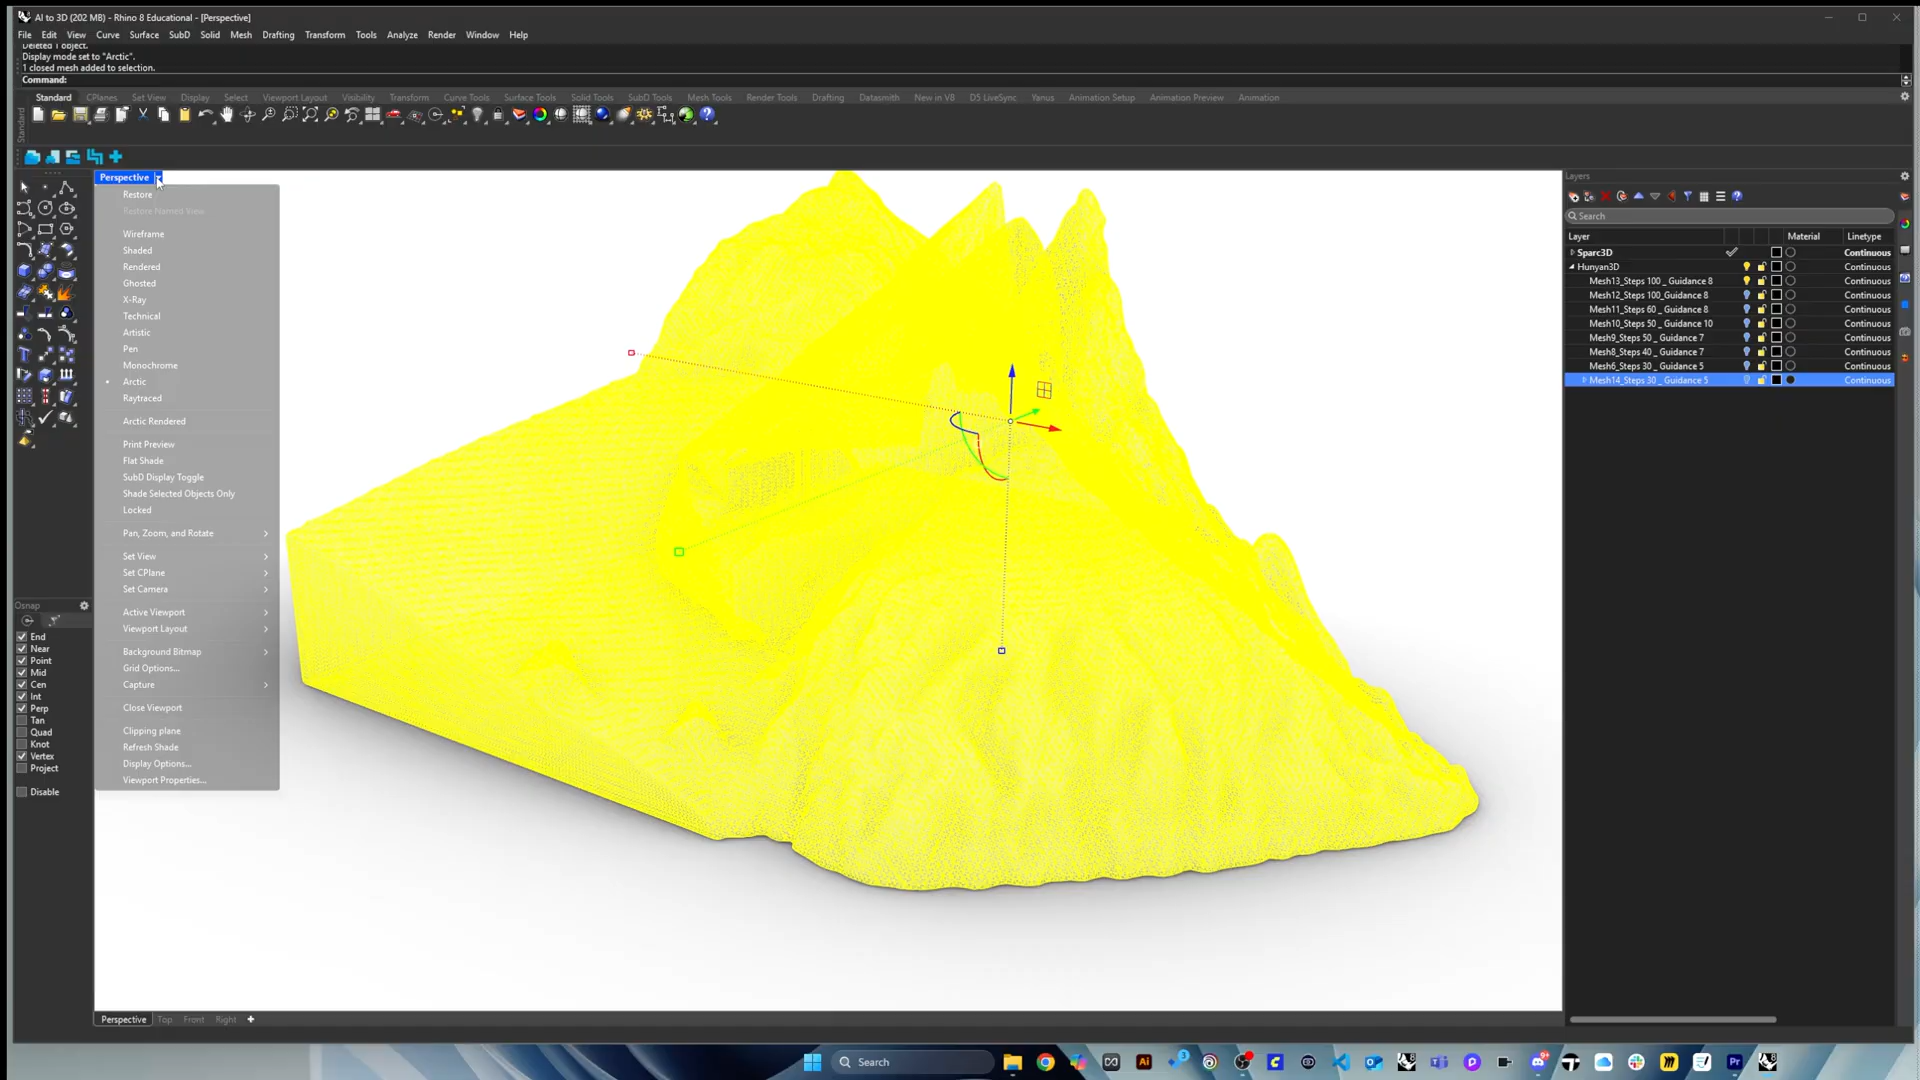 AI to 3D (202 MB) - Rhino 8 Educational - [Perspective]
File Edit View Curve Surface SubD Solid Mesh Drafting Transform Tools Analyze Render Window Help
Deleted 1 object.
Display mode set to "Arctic".
1 closed mesh added to selection.
Command:
Standard CPlanes Set View Display Select Viewport Layout Visibility Transform Curve Tools Surface Tools Solid Tools SubD Tools Mesh Tools Render Tools Drafting Datasmith New in V8 D5 LiveSync Yanus Animation Setup Animation Preview Animation
Standard
Perspective
Restore
Restore Named View
Wireframe
Shaded
Rendered
Ghosted
X-Ray
Technical
Artistic
Pen
Monochrome
Arctic
Raytraced
Arctic Rendered
Print Preview
Flat Shade
SubD Display Toggle
Shade Selected Objects Only
Locked
Pan, Zoom, and Rotate
Set View
Set CPlane
Set Camera
Active Viewport
Viewport Layout
Background Bitmap
Grid Options...
Capture
Close Viewport
Clipping plane
Refresh Shade
Display Options...
Viewport Properties...
Osnap
End
Near
Point
Mid
Cen
Int
Perp
Tan
Quad
Knot
Vertex
Project
Disable
Layers
Search
Layer Material Linetype
Sparc3D Continuous
Hunyan3D Continuous
Mesh13_Steps 100 _ Guidance 8 Continuous
Mesh12_Steps 100_Guidance 8 Continuous
Mesh11_Steps 60 _ Guidance 8 Continuous
Mesh10_Steps 50 _ Guidance 10 Continuous
Mesh9_Steps 50 _ Guidance 7 Continuous
Mesh8_Steps 40 _ Guidance 7 Continuous
Mesh6_Steps 30 _ Guidance 5 Continuous
Mesh14_Steps 30 _ Guidance 5 Continuous
Perspective Top Front Right
Search